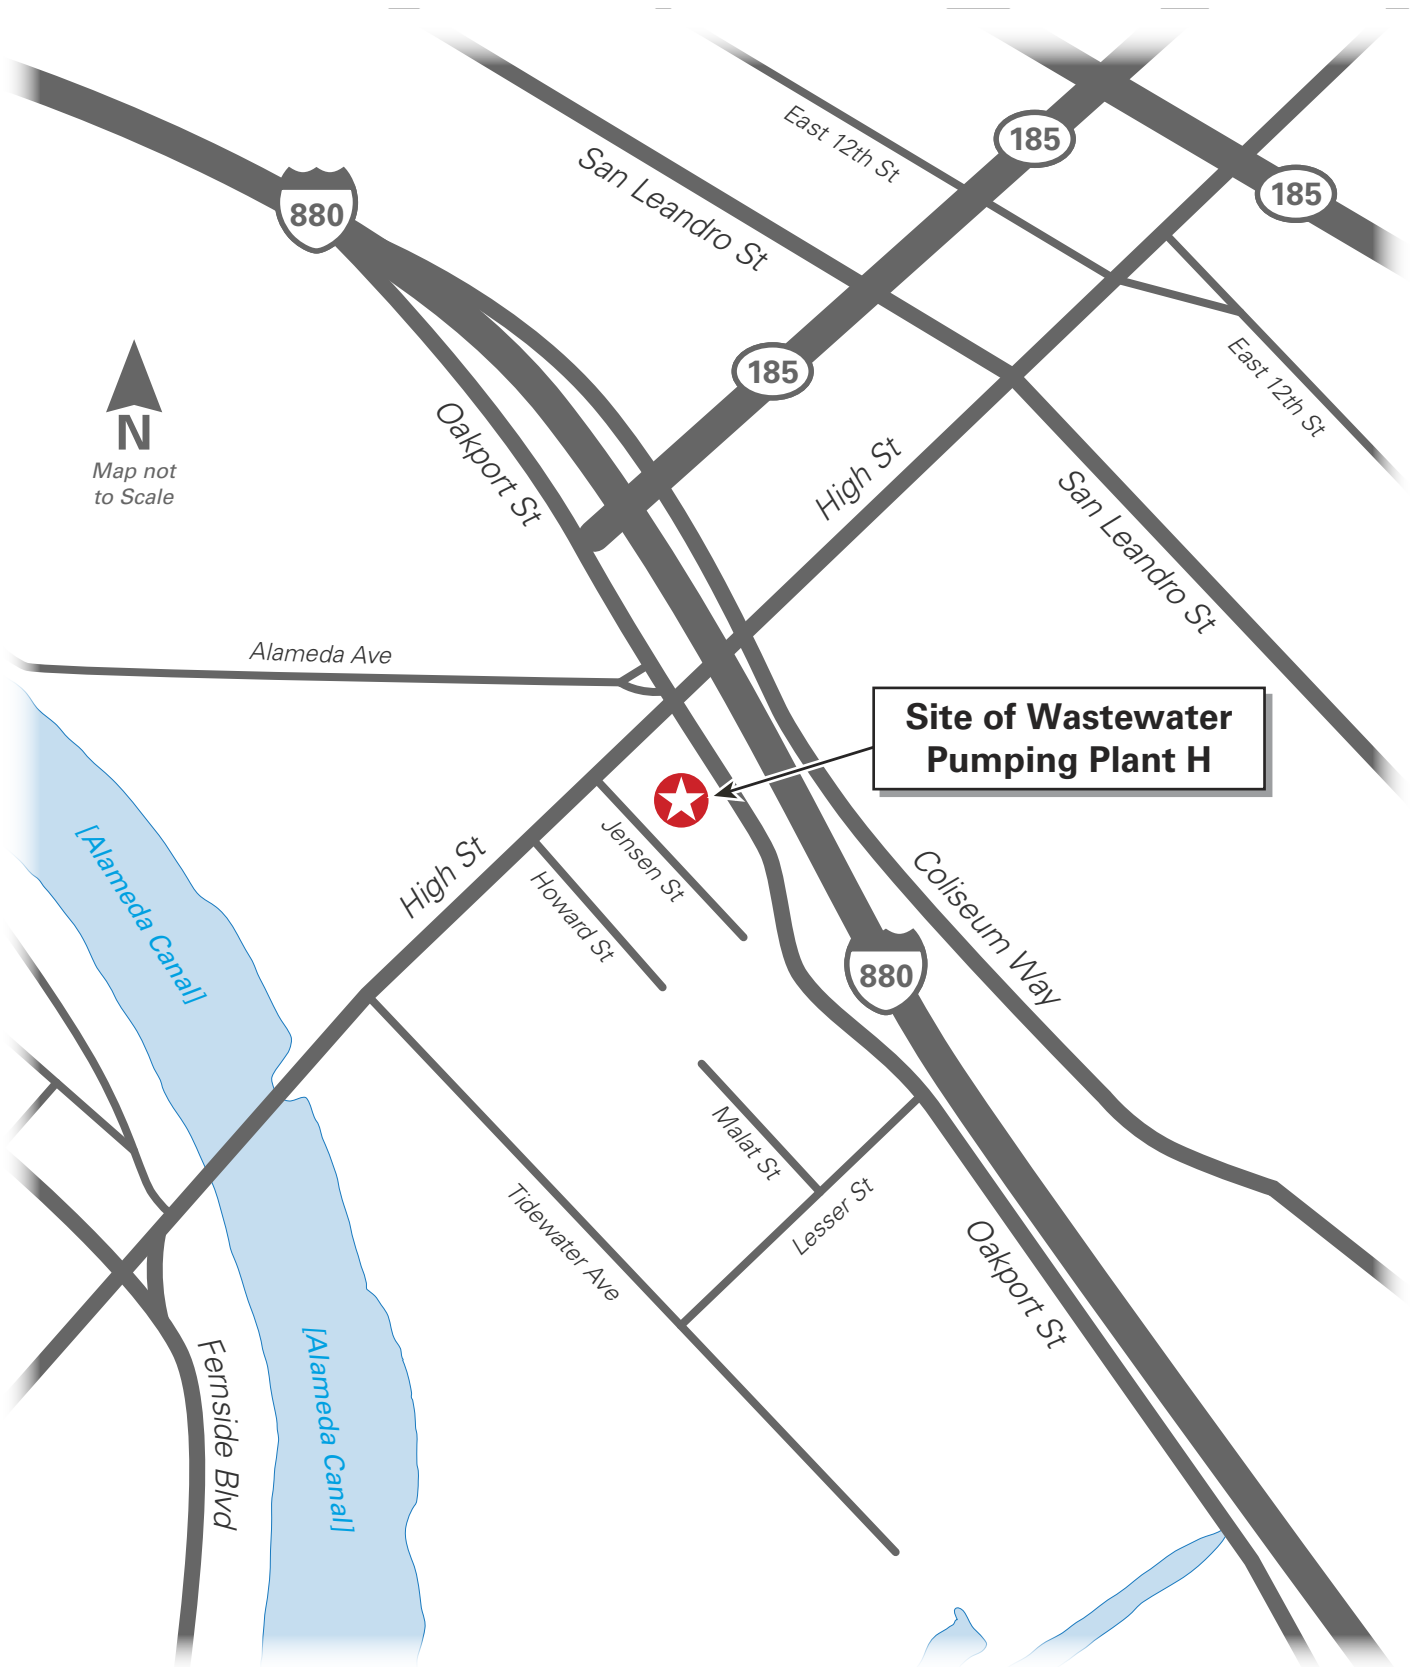 East 12th St
185
San Leandro St
185
880
185
East 12th St
N
Map not
to Scale
Oakport St
High St
San Leandro St
Alameda Ave
Site of Wastewater
Pumping Plant H
[Alameda Canal]
High St
Jensen St
Howard St
Coliseum Way
880
Malat St
Lesser St
Tidewater Ave
Oakport St
Fernside Blvd
[Alameda Canal]